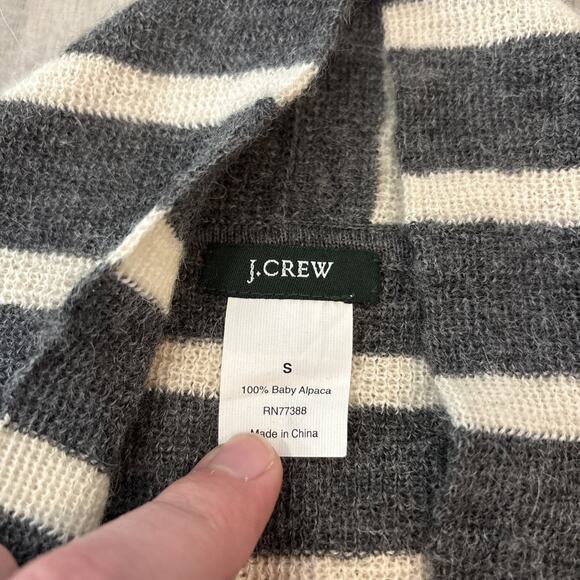 J.CREW
S
100% Baby Alpaca
RN77388
Made in China